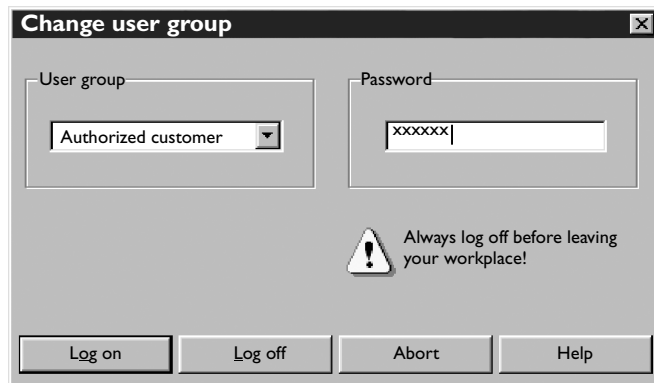 Change user group
User group
Password
Authorized customer
xxxxxx
Always log off before leaving
your workplace!
Log on
Log off
Abort
Help